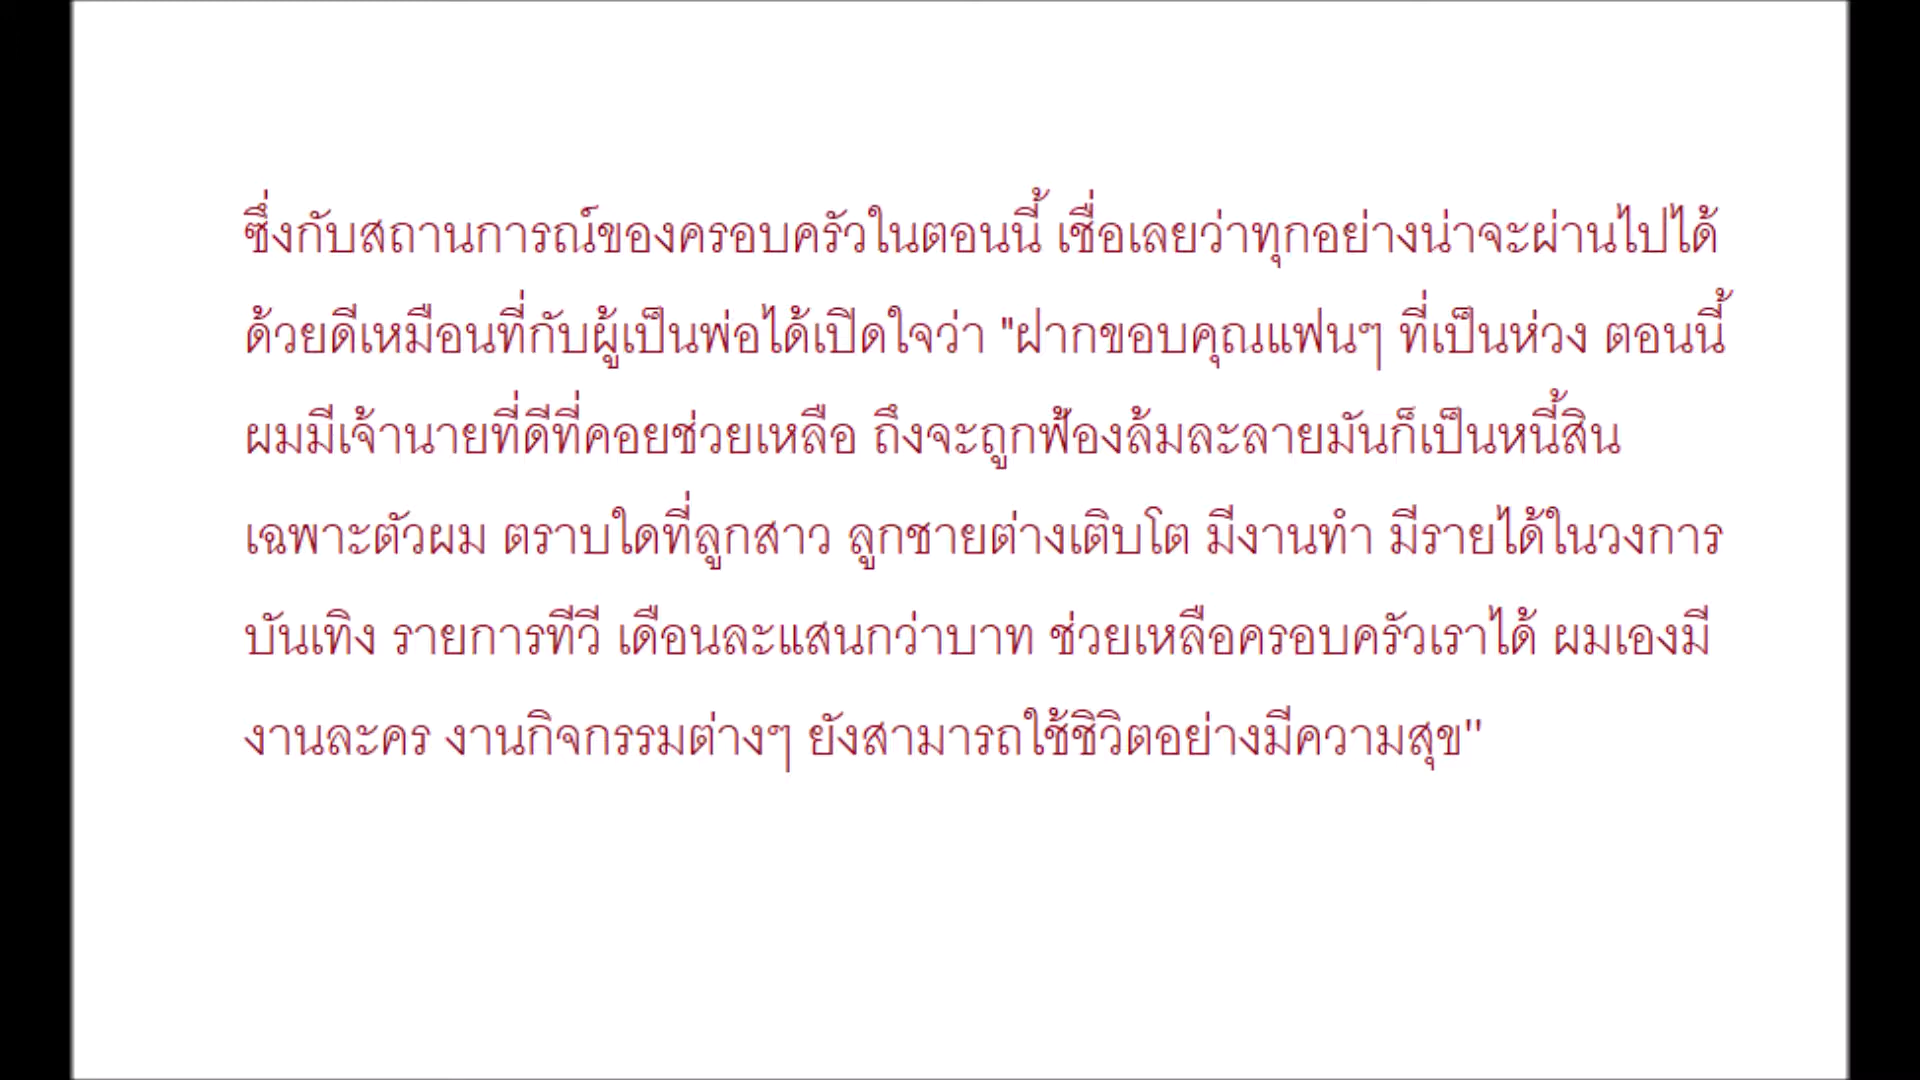 ซึ่งกับสถานการณ์ของครอบครัวในตอนนี้ เชื่อเลยว่าทุกอย่างน่าจะผ่านไปได้
ด้วยดีเหมือนที่กับผู้เป็นพ่อได้เปิดใจว่า "ฝากขอบคุณแฟนๆ ที่เป็นห่วง ตอนนี้
ผมมีเจ้านายที่ดีที่คอยช่วยเหลือ ถึงจะถูกฟ้องล้มละลายมันก็เป็นหนี้สิน
เฉพาะตัวผม ตราบใดที่ลูกสาว ลูกชายต่างเติบโต มีงานทำ มีรายได้ในวงการ
บันเทิง รายการทีวี เดือนละแสนกว่าบาท ช่วยเหลือครอบครัวเราได้ ผมเองมี
งานละคร งานกิจกรรมต่างๆ ยังสามารถใช้ชีวิตอย่างมีความสุข"